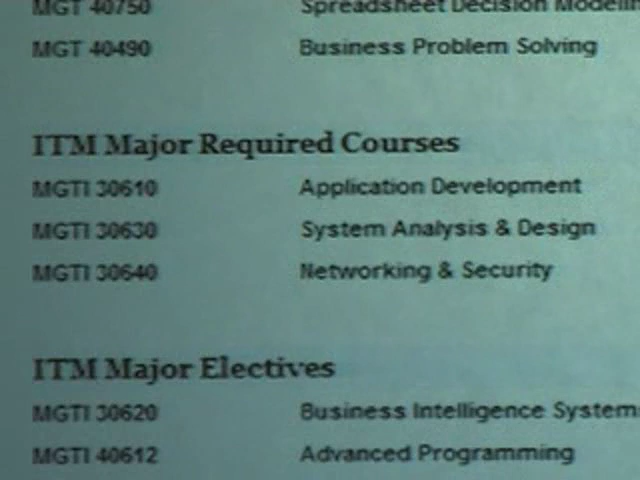 MGT 40750 Spreadsheet Decision
MGT 40490 Business Problem Solving
ITM Major Required Courses
MGTI 30610 Application Development
MGTI 30630 System Analysis & Design
MGTI 30640 Networking & Security
ITM Major Electives
MGTI 30620 Business Intelligence System
MGTI 40612 Advanced Programming